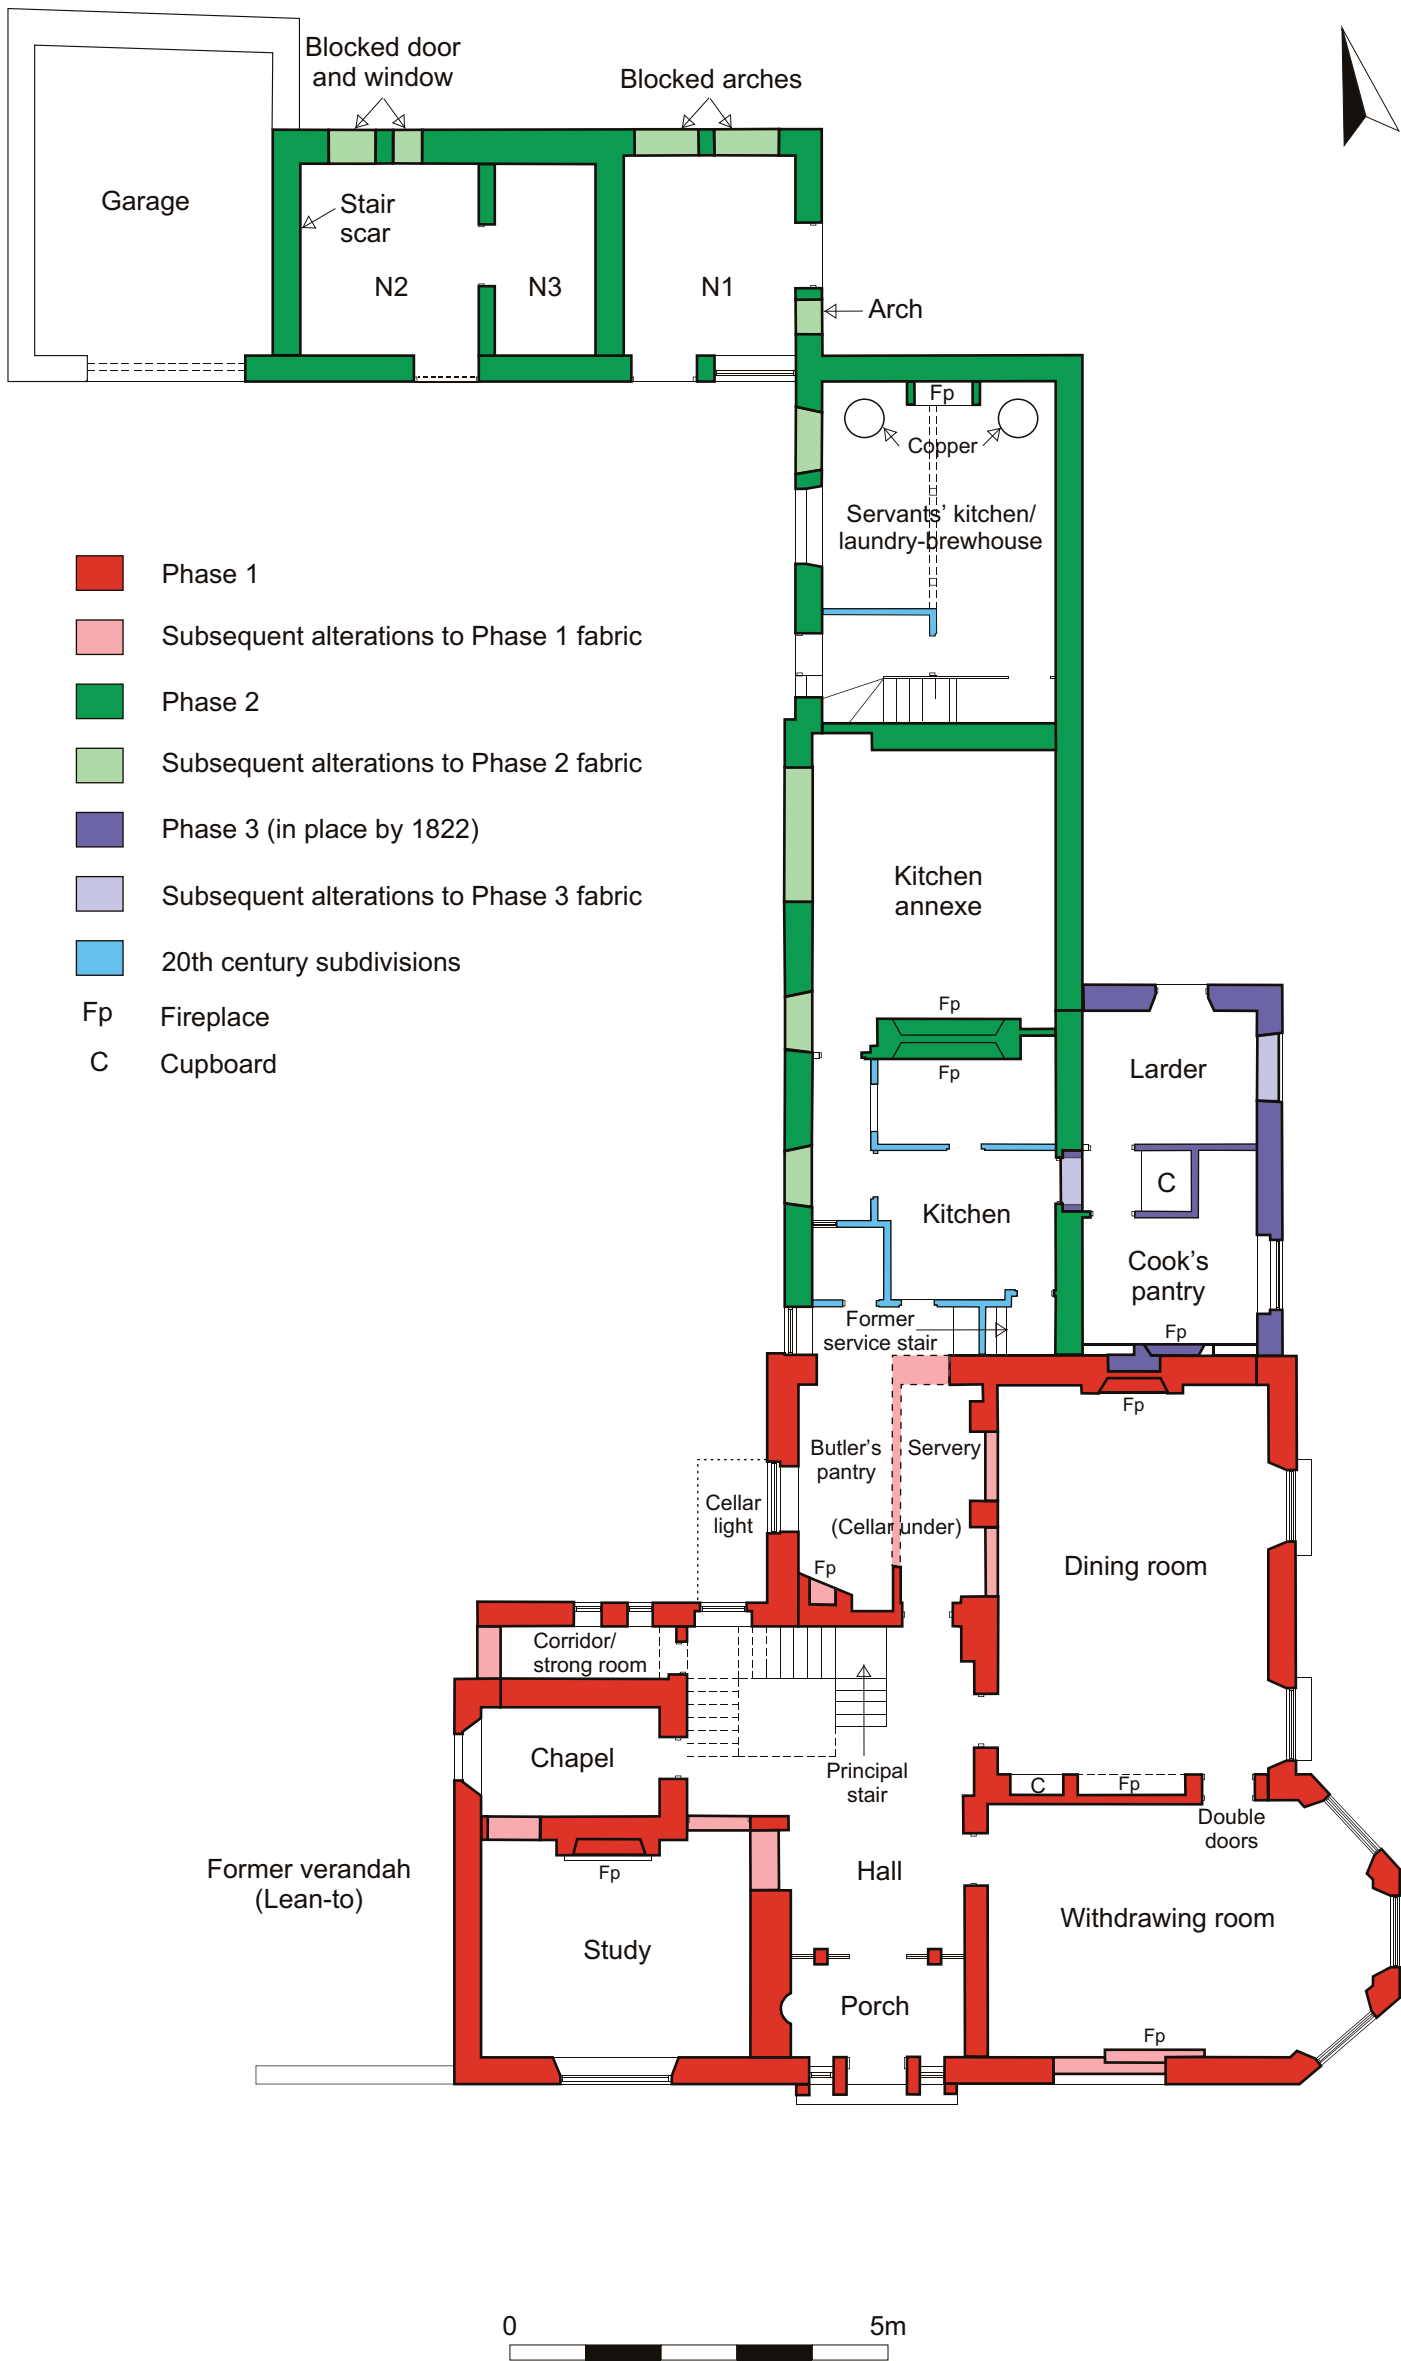 Blocked door
and window
Blocked arches
Garage
Stair
scar
N2
N3
N1
Arch
Fp
Copper
Servants' kitchen/
laundry-brewhouse
Phase 1
Subsequent alterations to Phase 1 fabric
Phase 2
Subsequent alterations to Phase 2 fabric
Phase 3 (in place by 1822)
Subsequent alterations to Phase 3 fabric
20th century subdivisions
Fp Fireplace
C Cupboard
Kitchen
annexe
Fp
Fp
Larder
C
Kitchen
Cook's
pantry
Former
service stair
Fp
Fp
Butler's
pantry
Servery
Cellar
light
(Cellar under)
Dining room
Fp
Corridor/
strong room
Chapel
Principal
stair
C
Fp
Double
doors
Former verandah
(Lean-to)
Fp
Hall
Withdrawing room
Study
Porch
Fp
0 5m